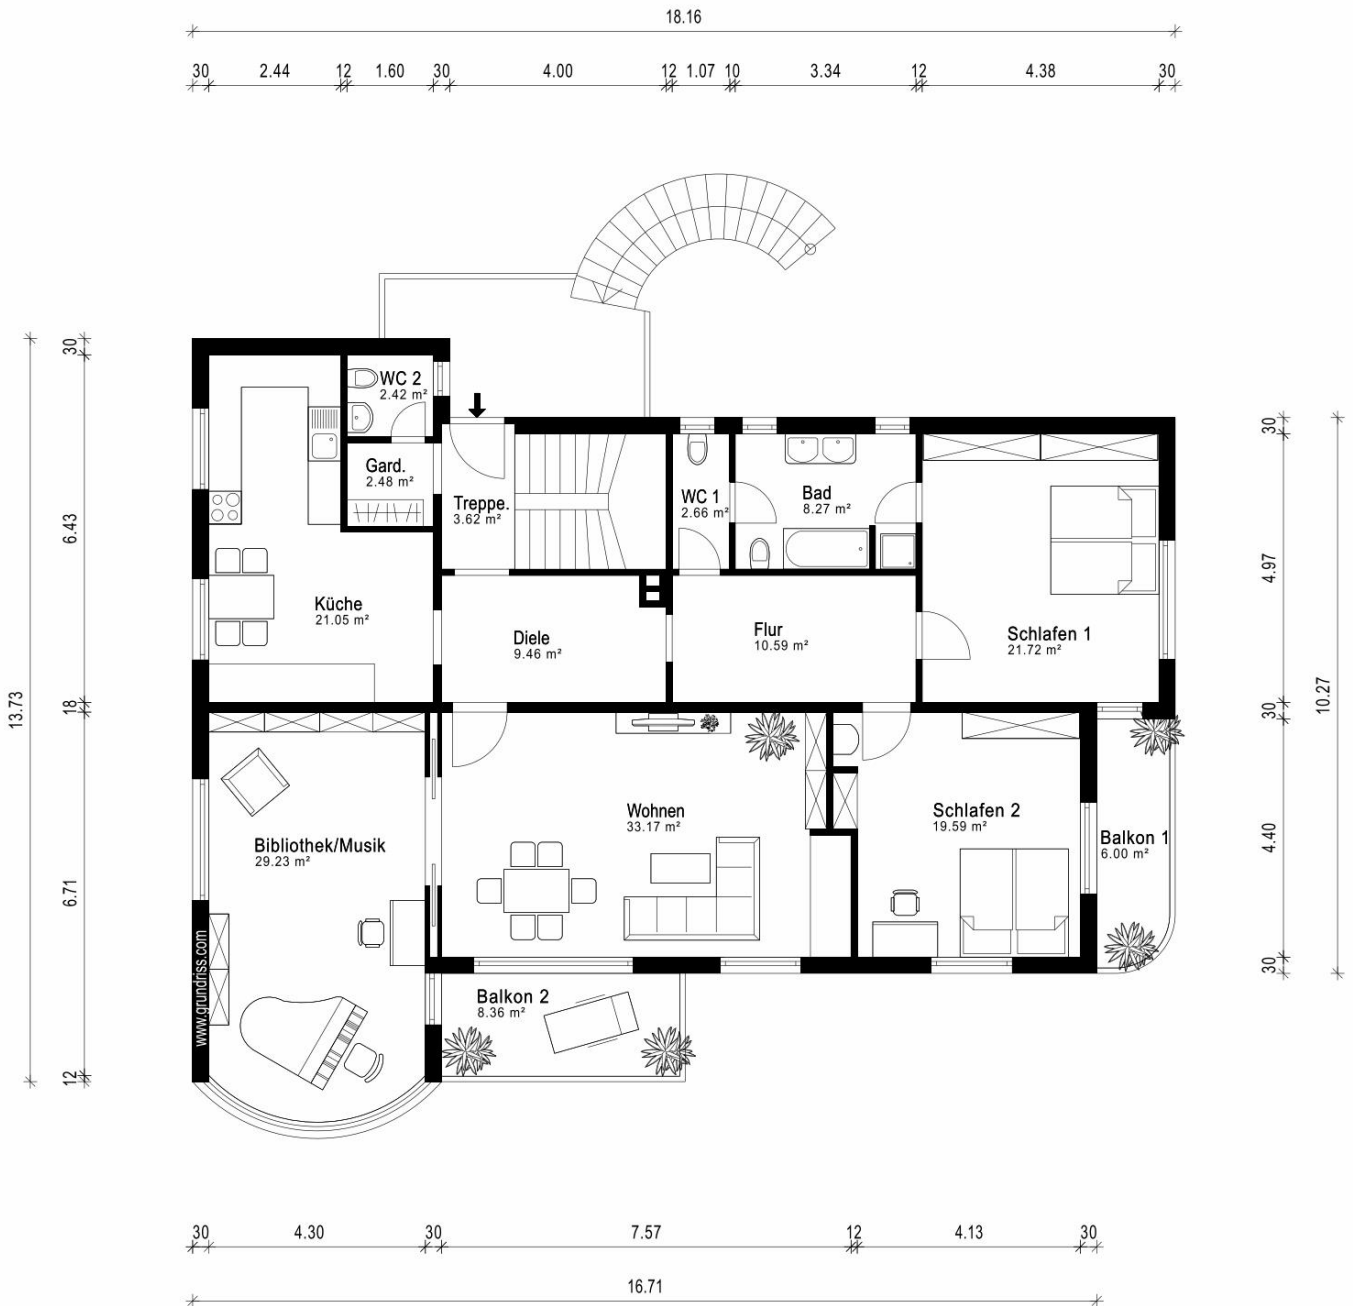 18.16
30 2.44 12 1.60 30 4.00 12 1.07 10 3.34 12 4.38 30
WC 2
2.42 m²
Gard.
2.48 m²
Treppe.
3.62 m²
WC 1
2.66 m²
Bad
8.27 m²
Küche
21.05 m²
Diele
9.46 m²
Flur
10.59 m²
Schlafen 1
21.72 m²
Bibliothek/Musik
29.23 m²
Wohnen
33.17 m²
Schlafen 2
19.59 m²
Balkon 1
6.00 m²
Balkon 2
8.36 m²
www.grundriss.com
13.73
30
6.43
18
6.71
12
30
4.97
30
4.40
30
10.27
30 4.30 30 7.57 12 4.13 30
16.71